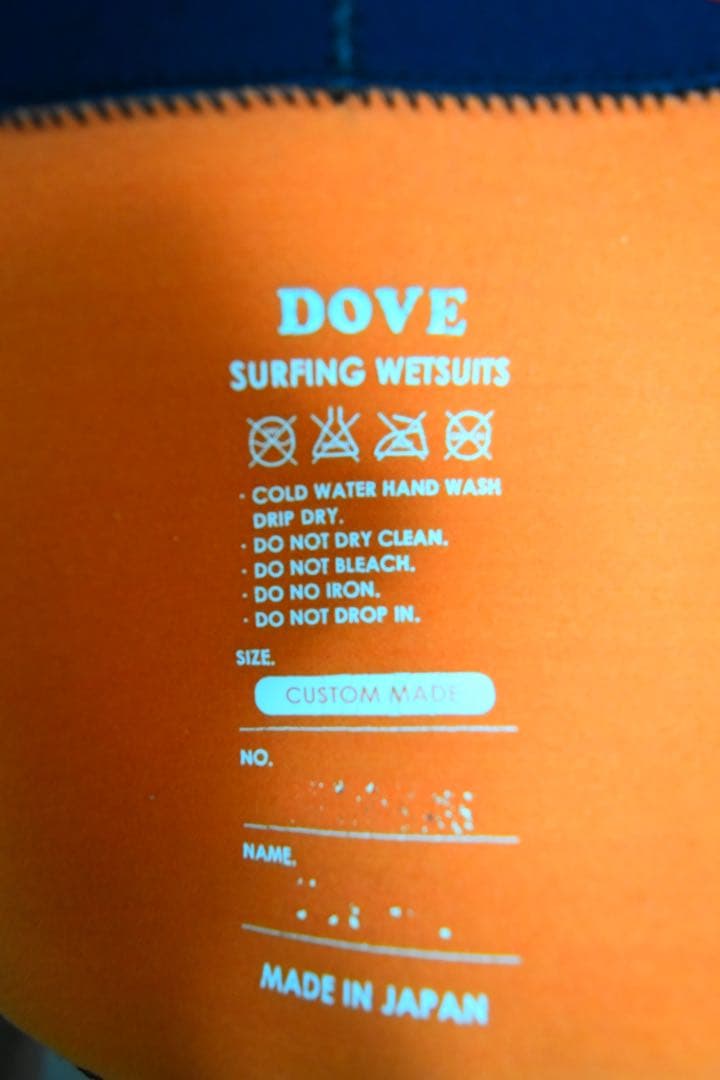 DOVE
SURFING WETSUITS
· COLD WATER HAND WASH
DRIP DRY.
· DO NOT DRY CLEAN.
· DO NOT BLEACH.
· DO NO IRON.
· DO NOT DROP IN.
SIZE.
CUSTOM MADE
NO.
NAME.
MADE IN JAPAN